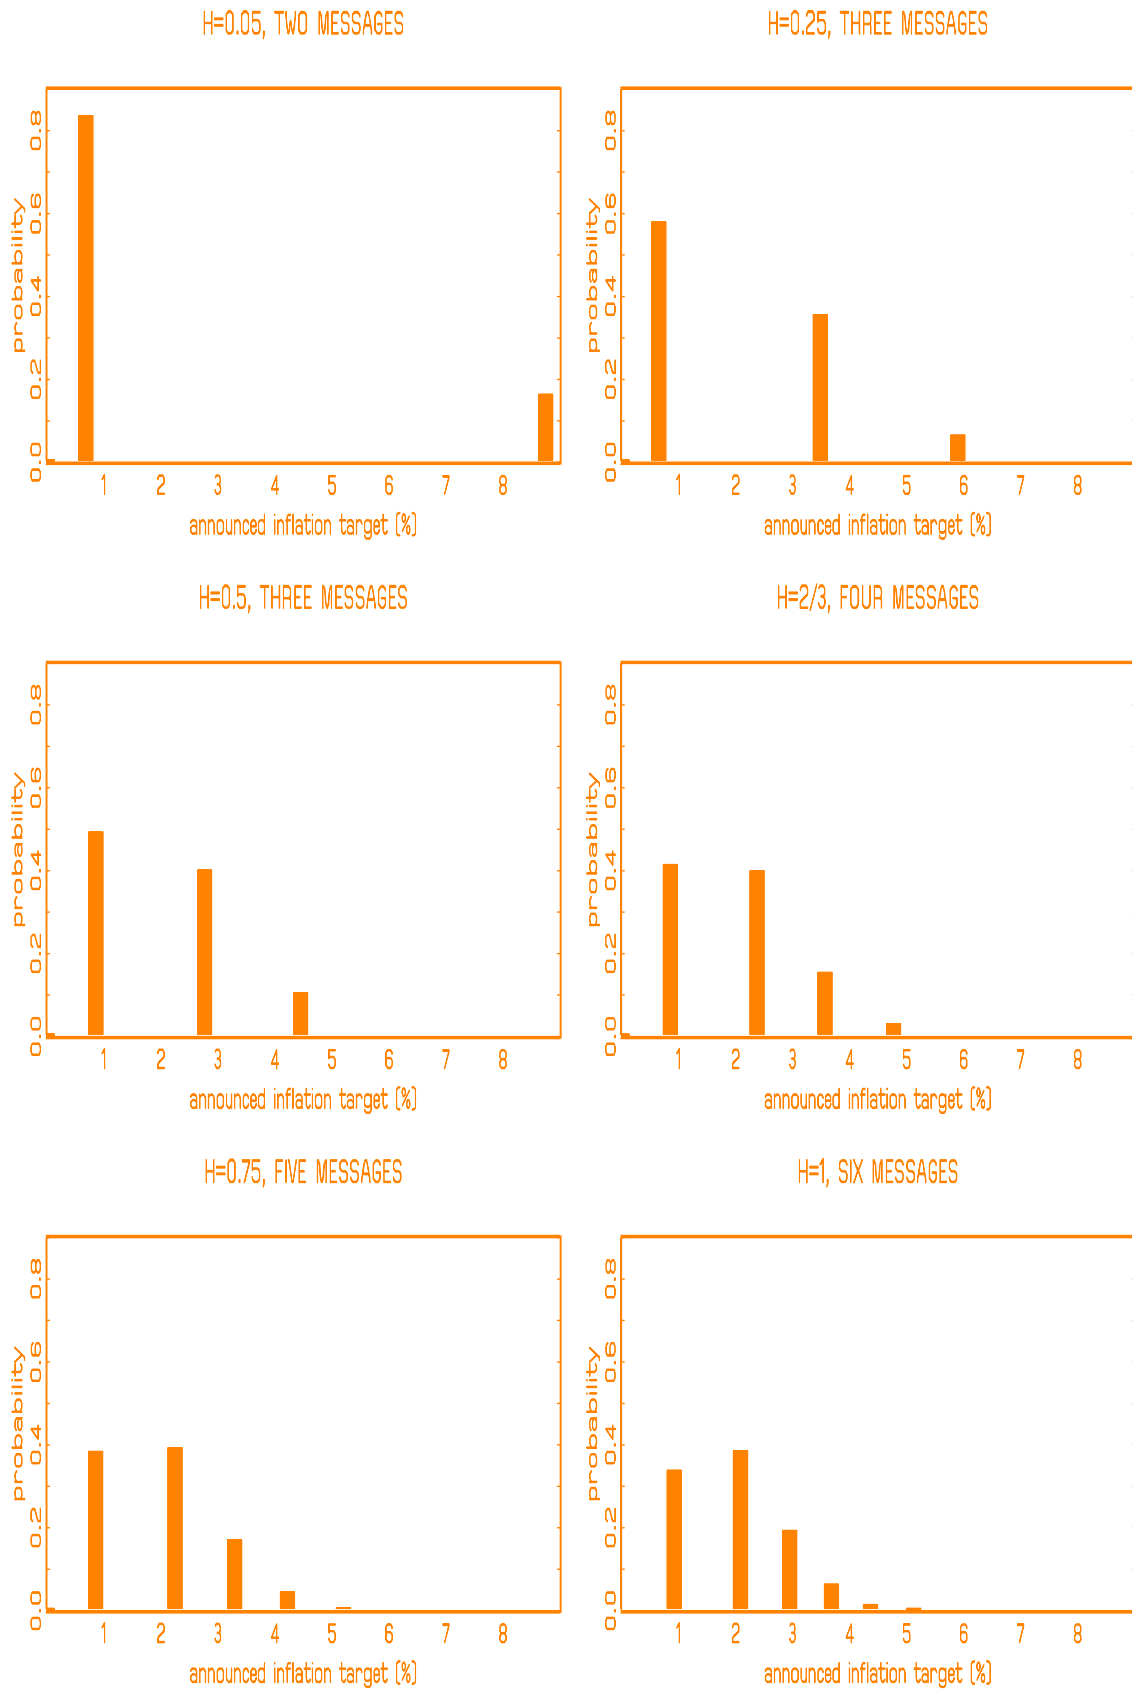 H=0.05, TWO MESSAGES
probability
0.8
0.6
0.4
0.2
0.0
1 2 3 4 5 6 7 8
announced inflation target (%)
H=0.25, THREE MESSAGES
probability
0.8
0.6
0.4
0.2
0.0
1 2 3 4 5 6 7 8
announced inflation target (%)
H=0.5, THREE MESSAGES
probability
0.8
0.6
0.4
0.2
0.0
1 2 3 4 5 6 7 8
announced inflation target (%)
H=2/3, FOUR MESSAGES
probability
0.8
0.6
0.4
0.2
0.0
1 2 3 4 5 6 7 8
announced inflation target (%)
H=0.75, FIVE MESSAGES
probability
0.8
0.6
0.4
0.2
0.0
1 2 3 4 5 6 7 8
announced inflation target (%)
H=1, SIX MESSAGES
probability
0.8
0.6
0.4
0.2
0.0
1 2 3 4 5 6 7 8
announced inflation target (%)